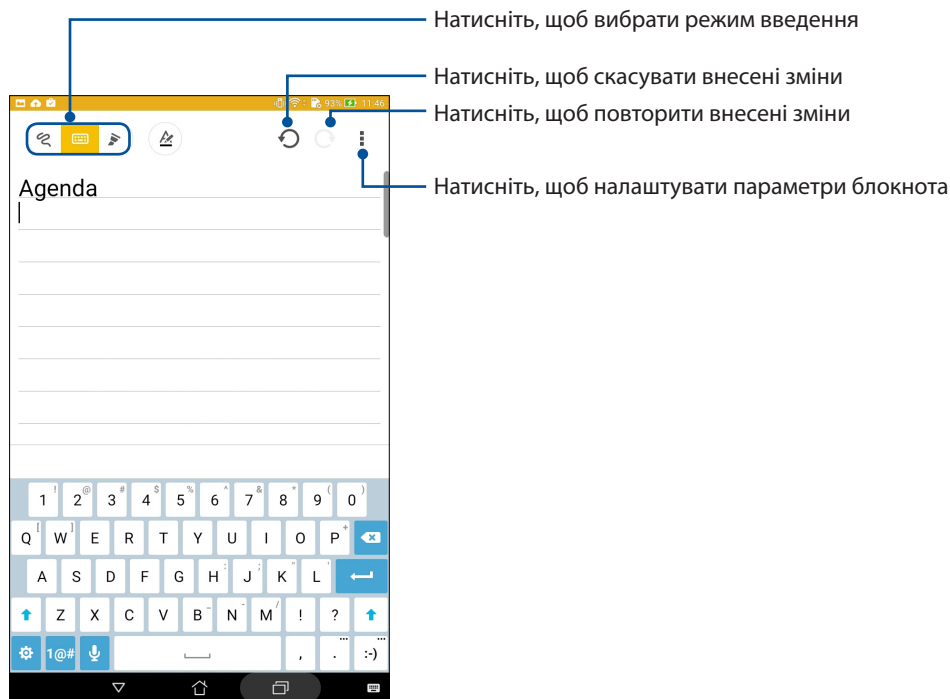 Натисніть, щоб вибрати режим введення
Натисніть, щоб скасувати внесені зміни
93% 11:46
Натисніть, щоб повторити внесені зміни
Натисніть, щоб налаштувати параметри блокнота
Agenda
1 ! 2 @ 3 # 4 $ 5 % 6 ^ 7 & 8 * 9 ( 0 )
Q [ W ] E R T Y U I O P +
A S D F G H : J ; K " L '
Z X C V B _ N - M / ! ?
1@# , . ... :-) ...